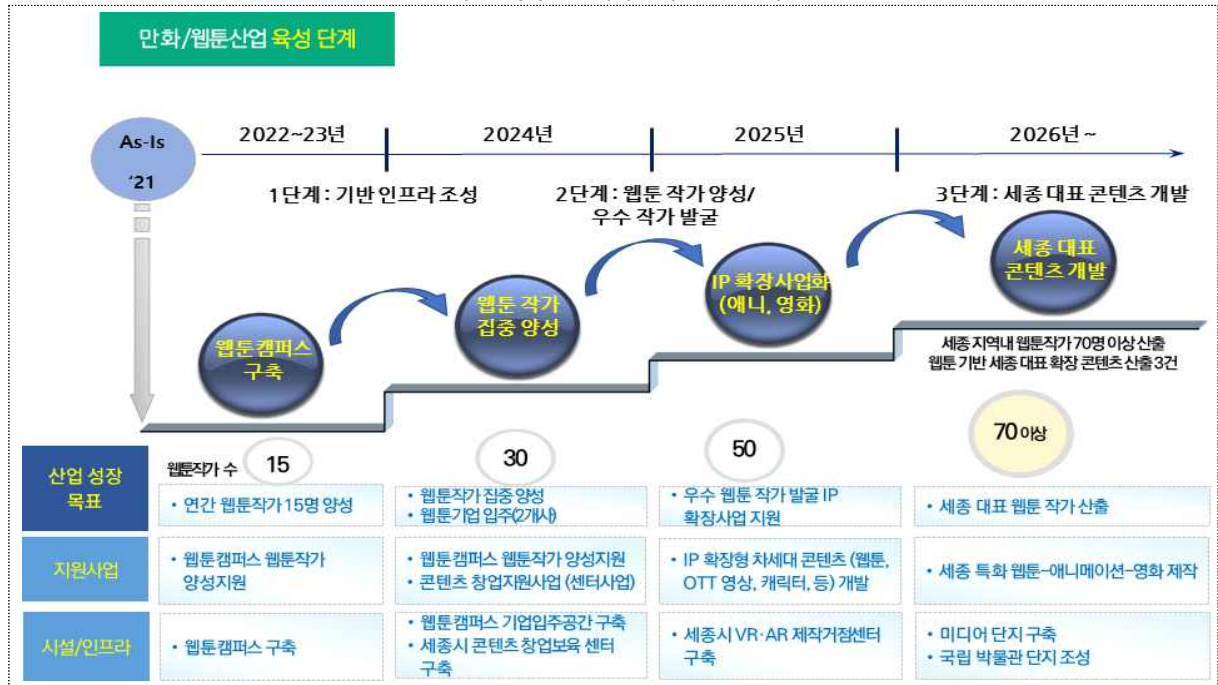 만화/웹툰산업 육성 단계
As-Is
'21
2022~23년
2024년
2025년
2026년 ~
1단계 : 기반 인프라 조성
2단계 : 웹툰 작가 양성/
우수 작가 발굴
3단계 : 세종 대표 콘텐츠 개발
웹툰캠퍼스
구축
웹툰 작가
집중 양성
IP 확장사업화
(애니, 영화)
세종 대표
콘텐츠 개발
세종 지역내 웹툰작가 70명 이상 산출
웹툰 기반 세종 대표 확장 콘텐츠 산출 3건
산업 성장
목표
웹툰작가 수
15
30
50
70 이상
• 연간 웹툰작가 15명 양성
• 웹툰작가 집중 양성
• 웹툰기업 입주(2개사)
• 우수 웹툰 작가 발굴 IP
확장사업 지원
• 세종 대표 웹툰 작가 산출
지원사업
• 웹툰캠퍼스 웹툰작가
양성지원
• 웹툰캠퍼스 웹툰작가 양성지원
• 콘텐츠 창업지원사업 (센터사업)
• IP 확장형 차세대 콘텐츠 (웹툰,
OTT 영상, 캐릭터, 등) 개발
• 세종 특화 웹툰-애니메이션-영화 제작
시설/인프라
• 웹툰캠퍼스 구축
• 웹툰캠퍼스 기업입주공간 구축
• 세종시 콘텐츠 창업보육 센터
구축
• 세종시 VR·AR 제작거점센터
구축
• 미디어 단지 구축
• 국립 박물관 단지 조성